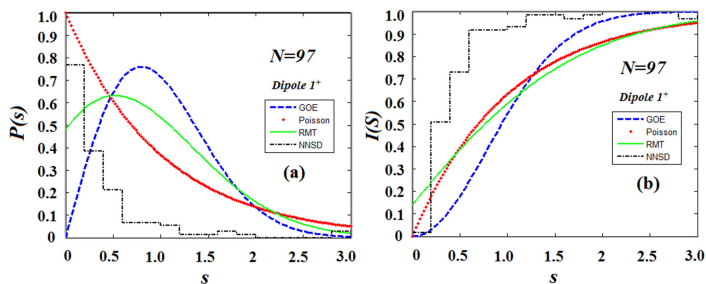 P(s)
1.0
0.9
0.8
0.7
0.6
0.5
0.4
0.3
0.2
0.1
0
N=97
Dipole 1⁺
GOE
Poisson
RMT
NNSD
(a)
0 0.5 1.0 1.5 2.0 2.5 3.0
s
I(S)
1.0
0.9
0.8
0.7
0.6
0.5
0.4
0.3
0.2
0.1
0
N=97
Dipole 1⁺
GOE
Poisson
RMT
NNSD
(b)
0.0 0.5 1.0 1.5 2.0 2.5 3.0
s